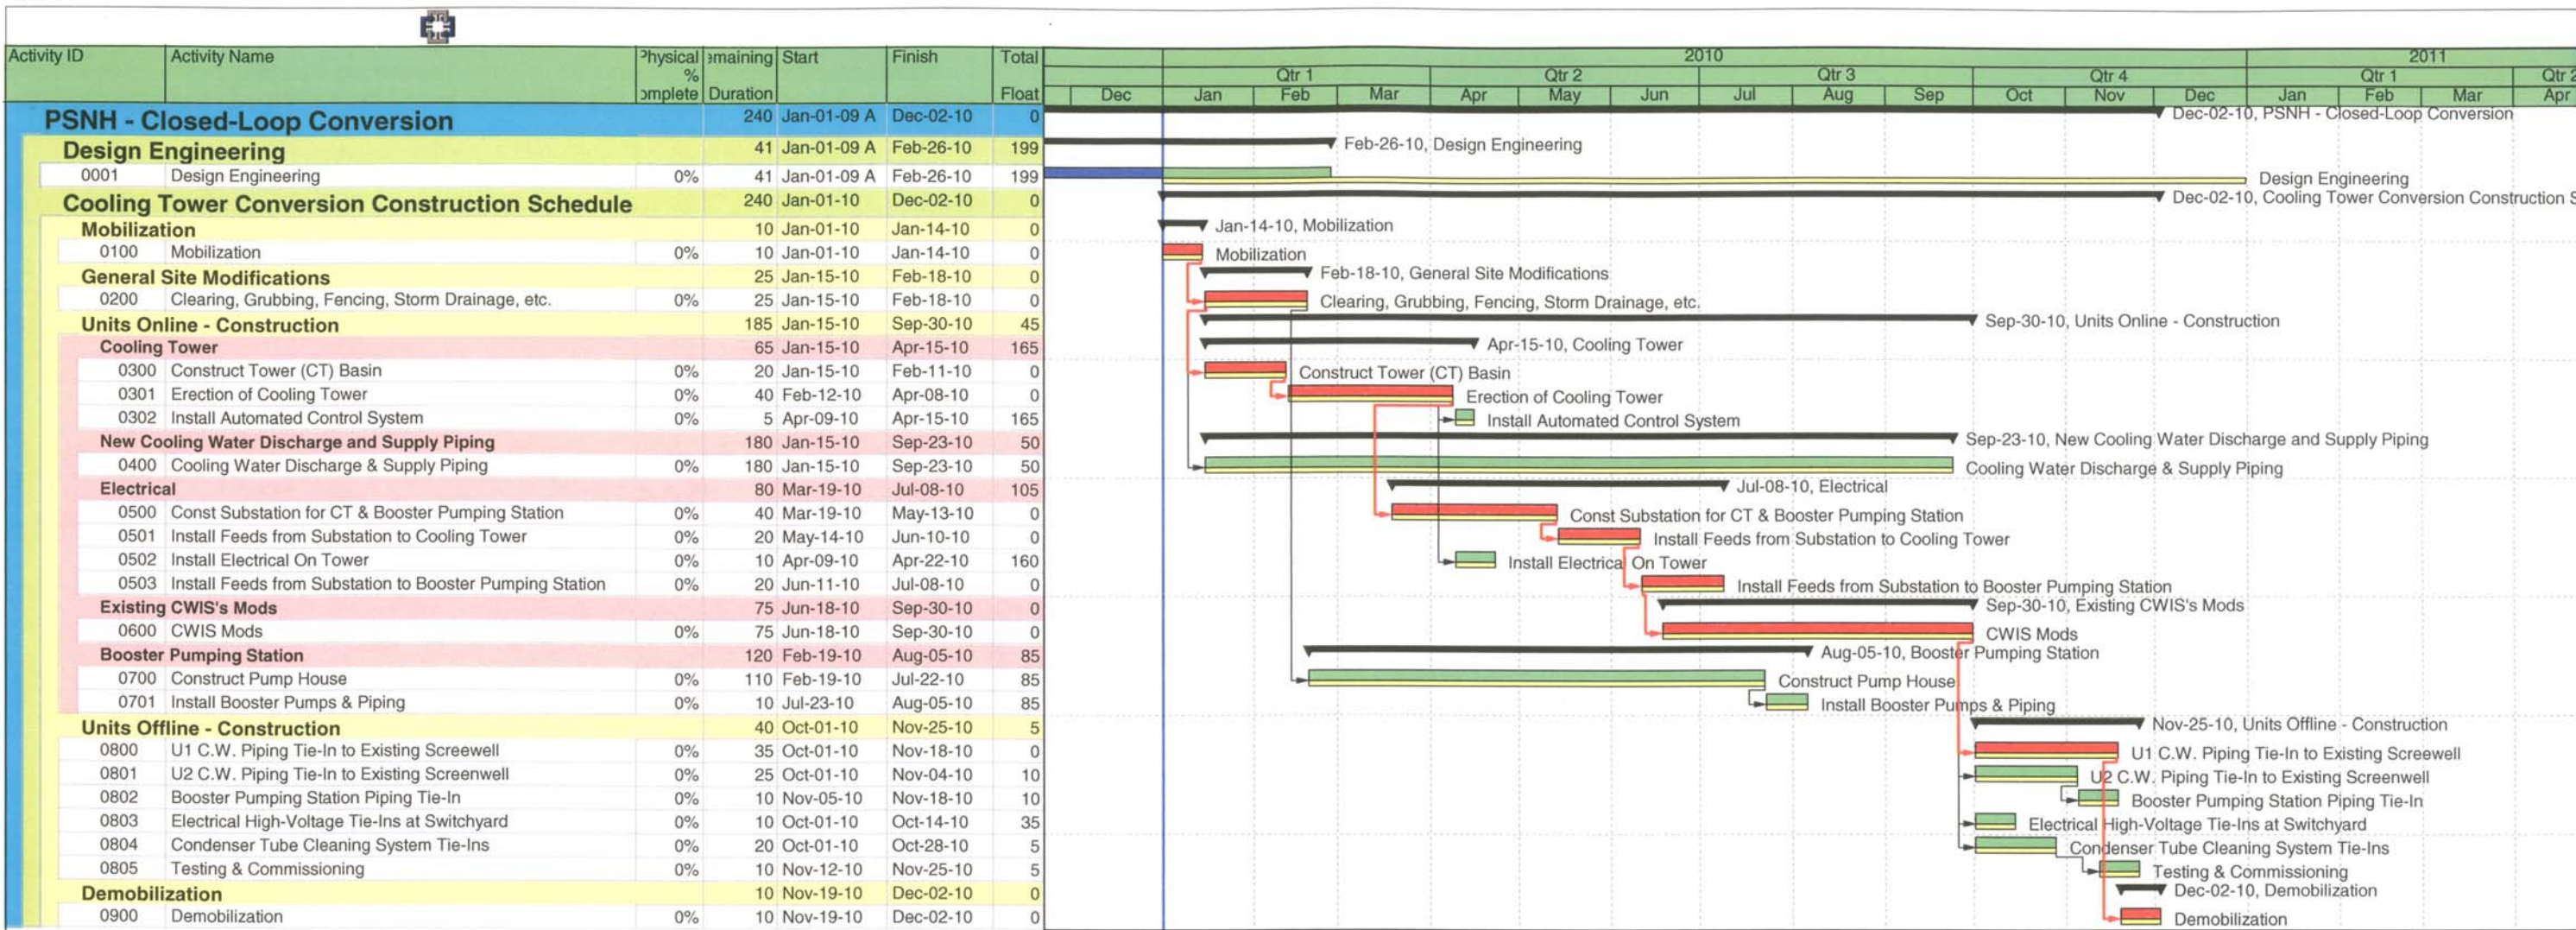 Activity ID Activity Name Physical % omplete emaining Duration Start Finish Total Float
2010 2011
Qtr 1 Qtr 2 Qtr 3 Qtr 4 Qtr 1 Qtr 2
Dec Jan Feb Mar Apr May Jun Jul Aug Sep Oct Nov Dec Jan Feb Mar Apr
PSNH - Closed-Loop Conversion 240 Jan-01-09 A Dec-02-10 0 Dec-02-10, PSNH - Closed-Loop Conversion
Design Engineering 41 Jan-01-09 A Feb-26-10 199 Feb-26-10, Design Engineering
0001 Design Engineering 0% 41 Jan-01-09 A Feb-26-10 199 Design Engineering
Cooling Tower Conversion Construction Schedule 240 Jan-01-10 Dec-02-10 0 Dec-02-10, Cooling Tower Conversion Construction S
Mobilization 10 Jan-01-10 Jan-14-10 0 Jan-14-10, Mobilization
0100 Mobilization 0% 10 Jan-01-10 Jan-14-10 0 Mobilization
General Site Modifications 25 Jan-15-10 Feb-18-10 0 Feb-18-10, General Site Modifications
0200 Clearing, Grubbing, Fencing, Storm Drainage, etc. 0% 25 Jan-15-10 Feb-18-10 0 Clearing, Grubbing, Fencing, Storm Drainage, etc.
Units Online - Construction 185 Jan-15-10 Sep-30-10 45 Sep-30-10, Units Online - Construction
Cooling Tower 65 Jan-15-10 Apr-15-10 165 Apr-15-10, Cooling Tower
0300 Construct Tower (CT) Basin 0% 20 Jan-15-10 Feb-11-10 0 Construct Tower (CT) Basin
0301 Erection of Cooling Tower 0% 40 Feb-12-10 Apr-08-10 0 Erection of Cooling Tower
0302 Install Automated Control System 0% 5 Apr-09-10 Apr-15-10 165 Install Automated Control System
New Cooling Water Discharge and Supply Piping 180 Jan-15-10 Sep-23-10 50 Sep-23-10, New Cooling Water Discharge and Supply Piping
0400 Cooling Water Discharge & Supply Piping 0% 180 Jan-15-10 Sep-23-10 50 Cooling Water Discharge & Supply Piping
Electrical 80 Mar-19-10 Jul-08-10 105 Jul-08-10, Electrical
0500 Const Substation for CT & Booster Pumping Station 0% 40 Mar-19-10 May-13-10 0 Const Substation for CT & Booster Pumping Station
0501 Install Feeds from Substation to Cooling Tower 0% 20 May-14-10 Jun-10-10 0 Install Feeds from Substation to Cooling Tower
0502 Install Electrical On Tower 0% 10 Apr-09-10 Apr-22-10 160 Install Electrical On Tower
0503 Install Feeds from Substation to Booster Pumping Station 0% 20 Jun-11-10 Jul-08-10 0 Install Feeds from Substation to Booster Pumping Station
Existing CWIS's Mods 75 Jun-18-10 Sep-30-10 0 Sep-30-10, Existing CWIS's Mods
0600 CWIS Mods 0% 75 Jun-18-10 Sep-30-10 0 CWIS Mods
Booster Pumping Station 120 Feb-19-10 Aug-05-10 85 Aug-05-10, Booster Pumping Station
0700 Construct Pump House 0% 110 Feb-19-10 Jul-22-10 85 Construct Pump House
0701 Install Booster Pumps & Piping 0% 10 Jul-23-10 Aug-05-10 85 Install Booster Pumps & Piping
Units Offline - Construction 40 Oct-01-10 Nov-25-10 5 Nov-25-10, Units Offline - Construction
0800 U1 C.W. Piping Tie-In to Existing Screewell 0% 35 Oct-01-10 Nov-18-10 0 U1 C.W. Piping Tie-In to Existing Screewell
0801 U2 C.W. Piping Tie-In to Existing Screenwell 0% 25 Oct-01-10 Nov-04-10 10 U2 C.W. Piping Tie-In to Existing Screenwell
0802 Booster Pumping Station Piping Tie-In 0% 10 Nov-05-10 Nov-18-10 10 Booster Pumping Station Piping Tie-In
0803 Electrical High-Voltage Tie-Ins at Switchyard 0% 10 Oct-01-10 Oct-14-10 35 Electrical High-Voltage Tie-Ins at Switchyard
0804 Condenser Tube Cleaning System Tie-Ins 0% 20 Oct-01-10 Oct-28-10 5 Condenser Tube Cleaning System Tie-Ins
0805 Testing & Commissioning 0% 10 Nov-12-10 Nov-25-10 5 Testing & Commissioning
Demobilization 10 Nov-19-10 Dec-02-10 0 Dec-02-10, Demobilization
0900 Demobilization 0% 10 Nov-19-10 Dec-02-10 0 Demobilization